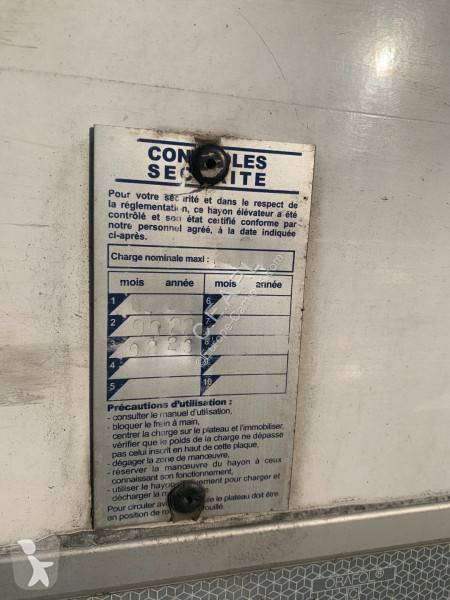 CONTROLES
SECURITE
Pour votre sécurité et dans le respect de
la réglementation, ce hayon élévateur a été
contrôlé et son état certifié conforme par
notre personnel agréé, à la date indiquée
ci-après.
Charge nominale maxi :
mois année mois année
1 6
2 7
3 8
4
5 10
Précautions d'utilisation :
- consulter le manuel d'utilisation,
- bloquer le frein à main,
- centrer la charge sur le plateau et l'immobiliser,
- vérifier que le poids de la charge ne dépasse
pas celui inscrit en haut de cette plaque,
- dégager la zone de manœuvre,
- réserver la manœuvre du hayon à ceux
connaissant son fonctionnement,
- utiliser le hayon uniquement pour charger et
décharger la
Pour circuler le plateau doit être
en position de
ORAFOL ®